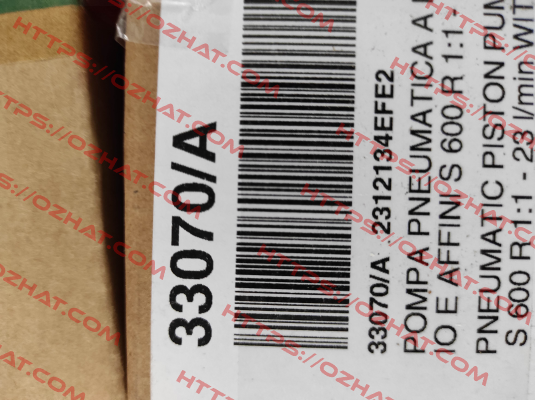 33070/A
33070/A 2312134EFE2
POMPA PNEUMATICA A
IO E AFFINI S 600 R 1:1
PNEUMATIC PISTON PUM
S 600 R 1:1 - 23 l/min WIT
HTTPS://OZHAT.COM